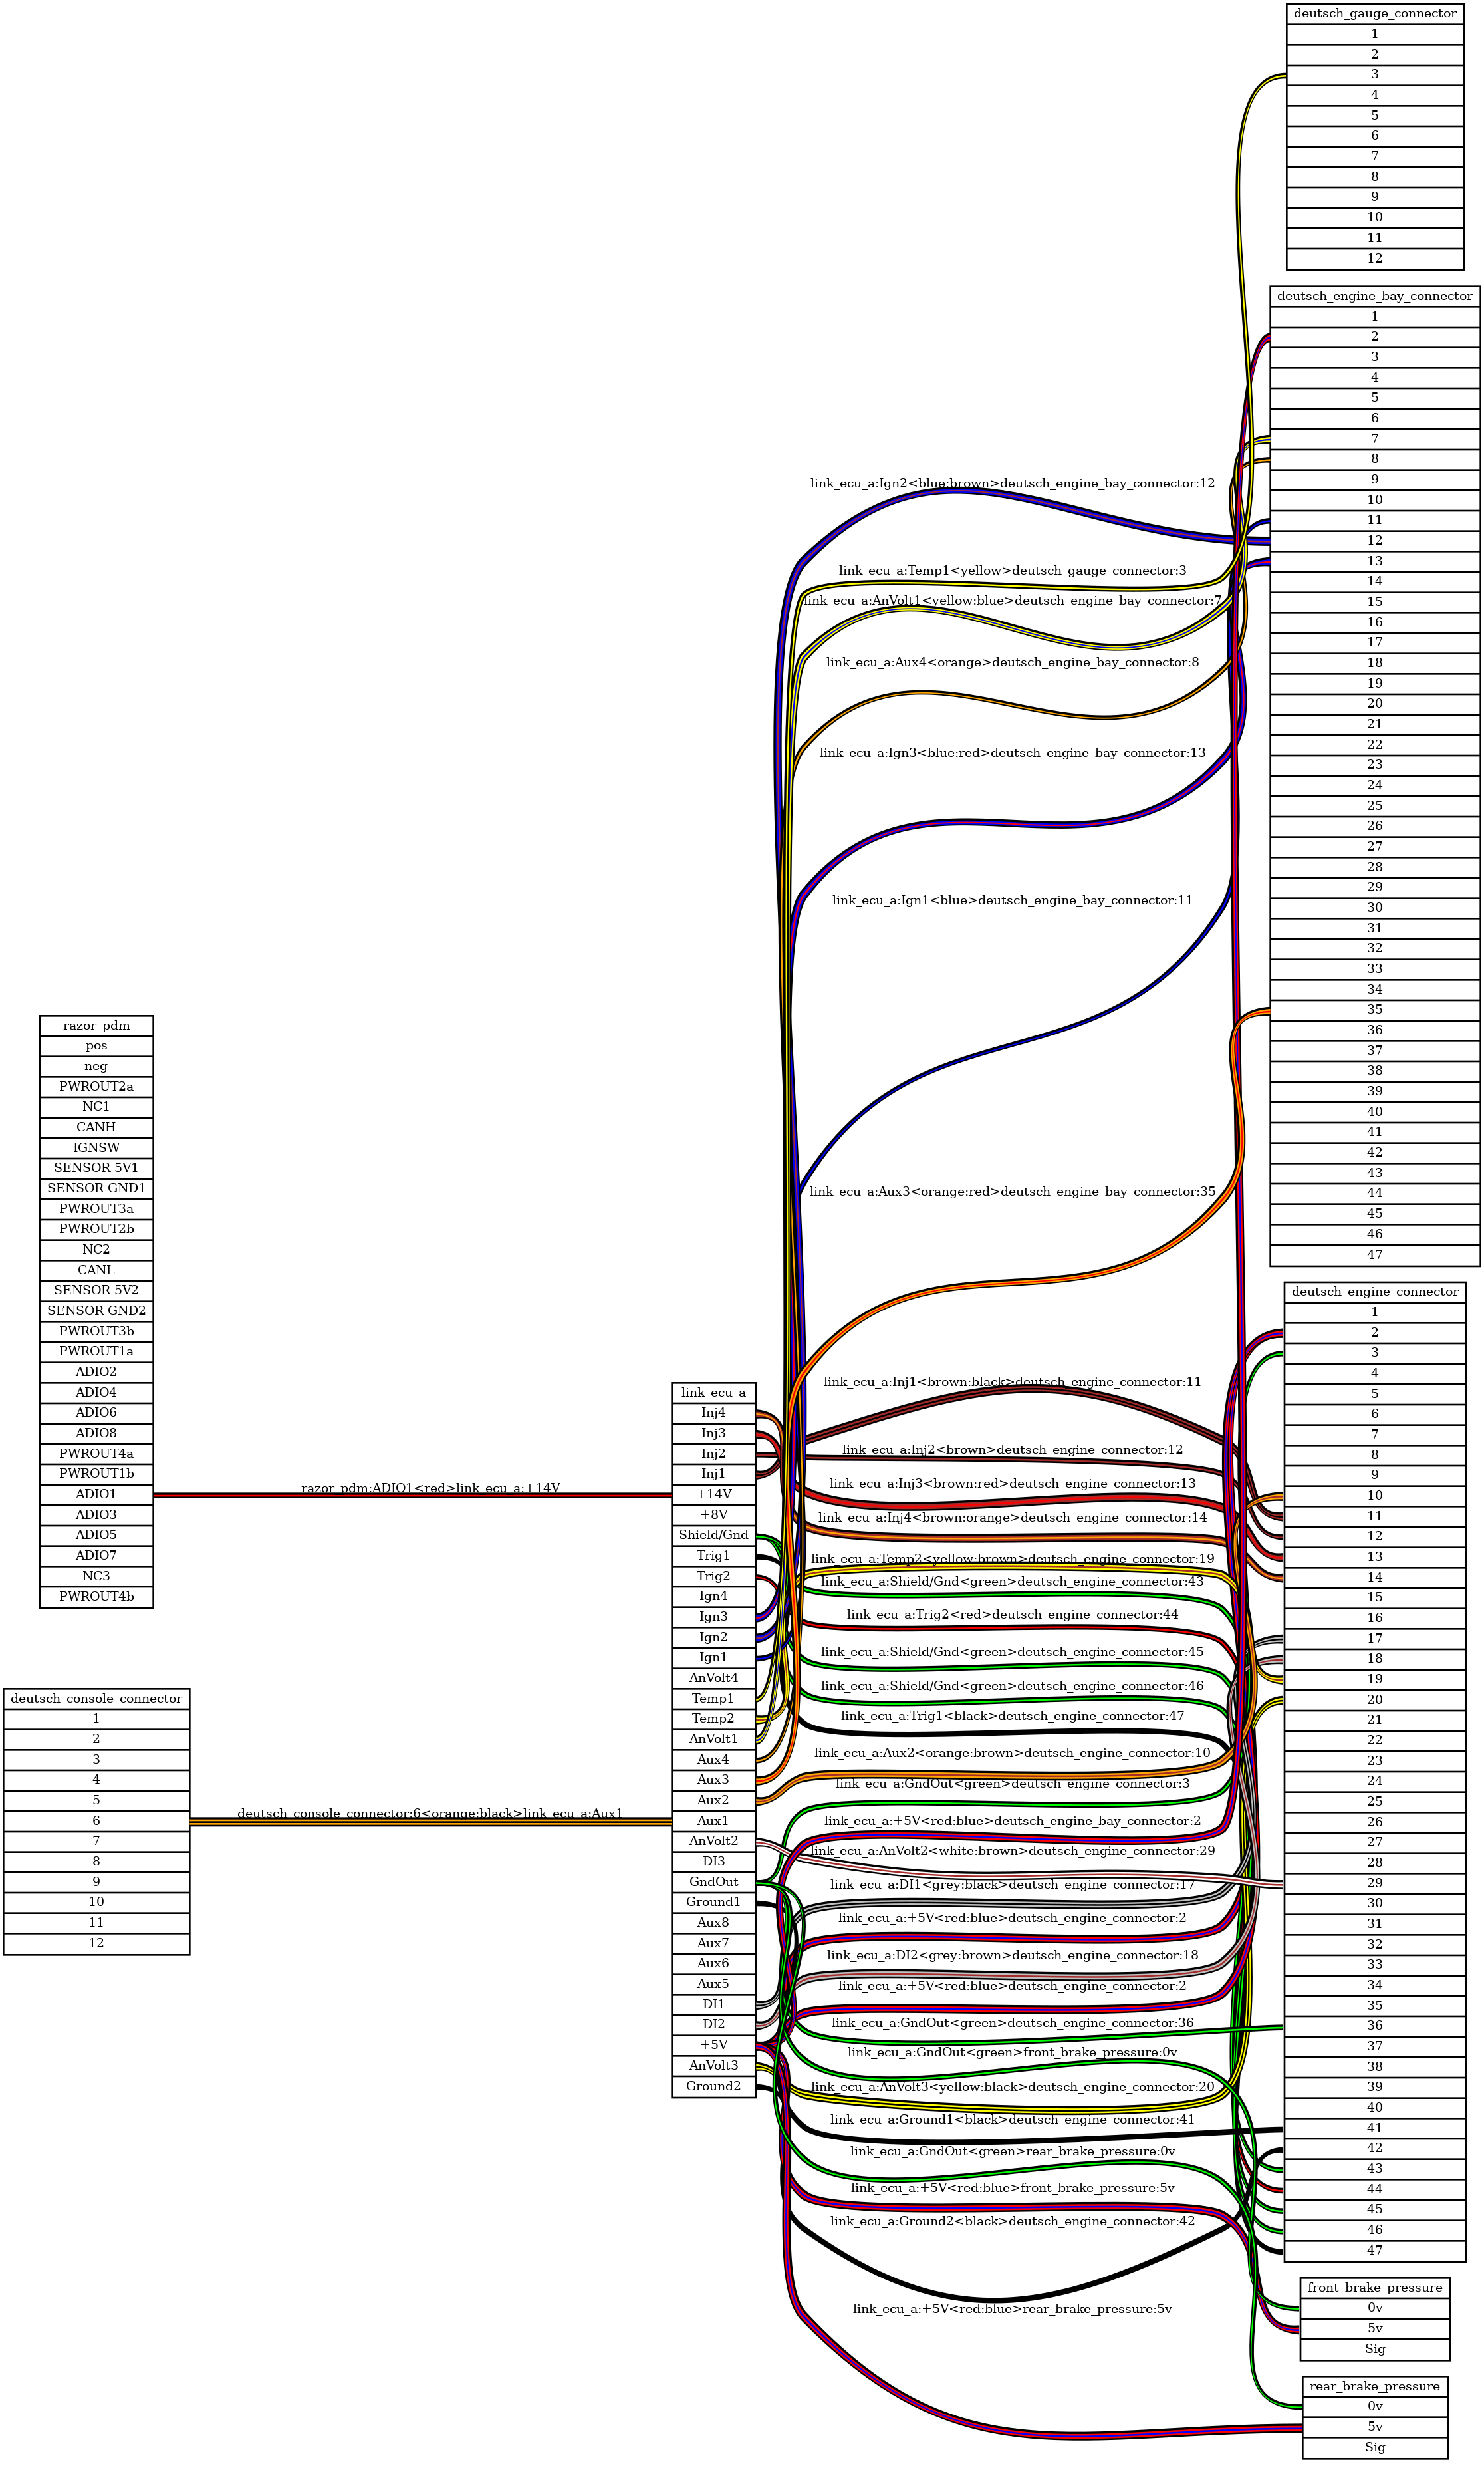 deutsch_gauge_connector
1
2
3
4
5
6
7
8
9
10
11
12
deutsch_engine_bay_connector
1
2
3
4
5
6
7
8
9
10
11
12
13
14
15
16
17
18
19
20
21
22
23
24
25
26
27
28
29
30
31
32
33
34
35
36
37
38
39
40
41
42
43
44
45
46
47
link_ecu_a:Ign2<blue:brown>deutsch_engine_bay_connector:12
link_ecu_a:Temp1<yellow>deutsch_gauge_connector:3
link_ecu_a:AnVolt1<yellow:blue>deutsch_engine_bay_connector:7
link_ecu_a:Aux4<orange>deutsch_engine_bay_connector:8
link_ecu_a:Ign3<blue:red>deutsch_engine_bay_connector:13
link_ecu_a:Ign1<blue>deutsch_engine_bay_connector:11
link_ecu_a:Aux3<orange:red>deutsch_engine_bay_connector:35
razor_pdm
pos
neg
PWROUT2a
NC1
CANH
IGNSW
SENSOR 5V1
SENSOR GND1
PWROUT3a
PWROUT2b
NC2
CANL
SENSOR 5V2
SENSOR GND2
PWROUT3b
PWROUT1a
ADIO2
ADIO4
ADIO6
ADIO8
PWROUT4a
PWROUT1b
ADIO1
ADIO3
ADIO5
ADIO7
NC3
PWROUT4b
razor_pdm:ADIO1<red>link_ecu_a:+14V
deutsch_console_connector
1
2
3
4
5
6
7
8
9
10
11
12
deutsch_console_connector:6<orange:black>link_ecu_a:Aux1
link_ecu_a
Inj4
Inj3
Inj2
Inj1
+14V
+8V
Shield/Gnd
Trig1
Trig2
Ign4
Ign3
Ign2
Ign1
AnVolt4
Temp1
Temp2
AnVolt1
Aux4
Aux3
Aux2
Aux1
AnVolt2
DI3
GndOut
Ground1
Aux8
Aux7
Aux6
Aux5
DI1
DI2
+5V
AnVolt3
Ground2
link_ecu_a:Inj1<brown:black>deutsch_engine_connector:11
link_ecu_a:Inj2<brown>deutsch_engine_connector:12
link_ecu_a:Inj3<brown:red>deutsch_engine_connector:13
link_ecu_a:Inj4<brown:orange>deutsch_engine_connector:14
link_ecu_a:Temp2<yellow:brown>deutsch_engine_connector:19
link_ecu_a:Shield/Gnd<green>deutsch_engine_connector:43
link_ecu_a:Trig2<red>deutsch_engine_connector:44
link_ecu_a:Shield/Gnd<green>deutsch_engine_connector:45
link_ecu_a:Shield/Gnd<green>deutsch_engine_connector:46
link_ecu_a:Trig1<black>deutsch_engine_connector:47
link_ecu_a:Aux2<orange:brown>deutsch_engine_connector:10
link_ecu_a:GndOut<green>deutsch_engine_connector:3
link_ecu_a:+5V<red:blue>deutsch_engine_bay_connector:2
link_ecu_a:AnVolt2<white:brown>deutsch_engine_connector:29
link_ecu_a:DI1<grey:black>deutsch_engine_connector:17
link_ecu_a:+5V<red:blue>deutsch_engine_connector:2
link_ecu_a:DI2<grey:brown>deutsch_engine_connector:18
link_ecu_a:+5V<red:blue>deutsch_engine_connector:2
link_ecu_a:GndOut<green>deutsch_engine_connector:36
link_ecu_a:GndOut<green>front_brake_pressure:0v
link_ecu_a:AnVolt3<yellow:black>deutsch_engine_connector:20
link_ecu_a:Ground1<black>deutsch_engine_connector:41
link_ecu_a:GndOut<green>rear_brake_pressure:0v
link_ecu_a:+5V<red:blue>front_brake_pressure:5v
link_ecu_a:Ground2<black>deutsch_engine_connector:42
link_ecu_a:+5V<red:blue>rear_brake_pressure:5v
deutsch_engine_connector
1
2
3
4
5
6
7
8
9
10
11
12
13
14
15
16
17
18
19
20
21
22
23
24
25
26
27
28
29
30
31
32
33
34
35
36
37
38
39
40
41
42
43
44
45
46
47
front_brake_pressure
0v
5v
Sig
rear_brake_pressure
0v
5v
Sig